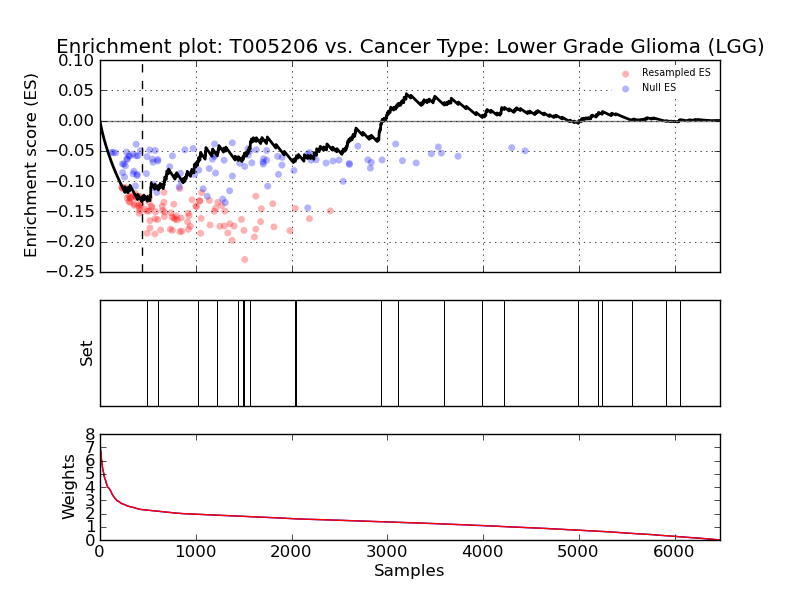 Enrichment plot: T005206 vs. Cancer Type: Lower Grade Glioma (LGG)
Enrichment score (ES)
0.10
0.05
0.00
−0.05
−0.10
−0.15
−0.20
−0.25
Resampled ES
Null ES
Set
Weights
8
7
6
5
4
3
2
1
0
0 1000 2000 3000 4000 5000 6000
Samples